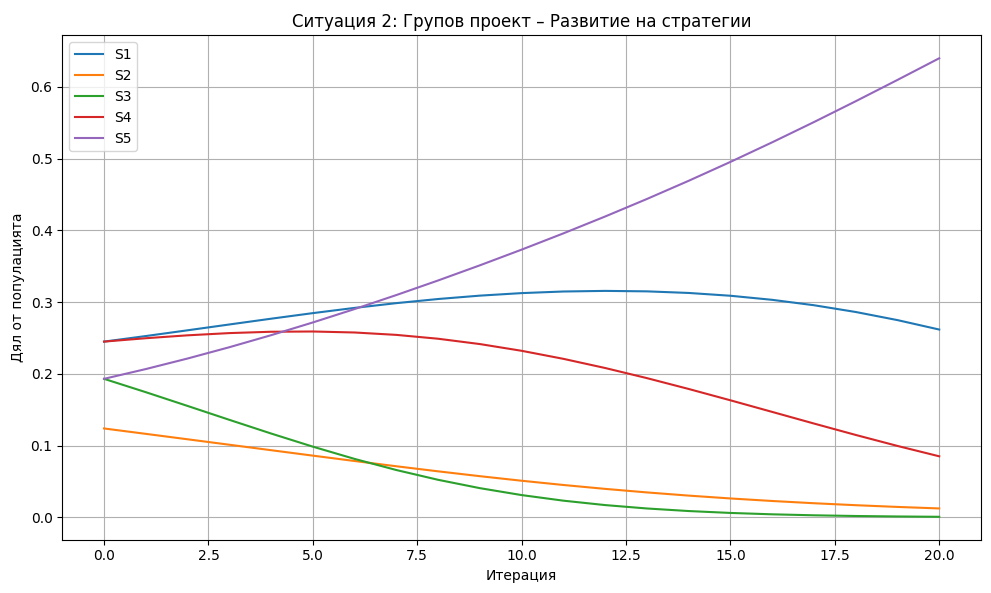 Ситуация 2: Групов проект – Развитие на стратегии
S1
S2
S3
S4
S5
Дял от популацията
0.6
0.5
0.4
0.3
0.2
0.1
0.0
0.0 2.5 5.0 7.5 10.0 12.5 15.0 17.5 20.0
Итерация